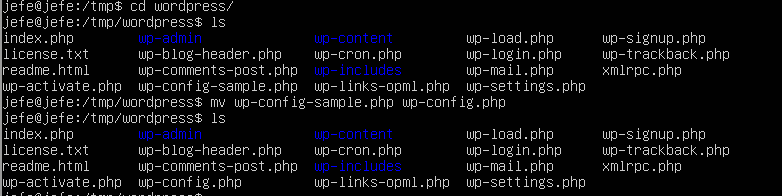 jefe@jefe:/tmp$ cd wordpress/
jefe@jefe:/tmp/wordpress$ ls
index.php wp-admin wp-content wp-load.php wp-signup.php
license.txt wp-blog-header.php wp-cron.php wp-login.php wp-trackback.php
readme.html wp-comments-post.php wp-includes wp-mail.php xmlrpc.php
wp-activate.php wp-config-sample.php wp-links-opml.php wp-settings.php
jefe@jefe:/tmp/wordpress$ mv wp-config-sample.php wp-config.php
jefe@jefe:/tmp/wordpress$ ls
index.php wp-admin wp-content wp-load.php wp-signup.php
license.txt wp-blog-header.php wp-cron.php wp-login.php wp-trackback.php
readme.html wp-comments-post.php wp-includes wp-mail.php xmlrpc.php
wp-activate.php wp-config.php wp-links-opml.php wp-settings.php
jefe@jefe:/tmp/wordpress$